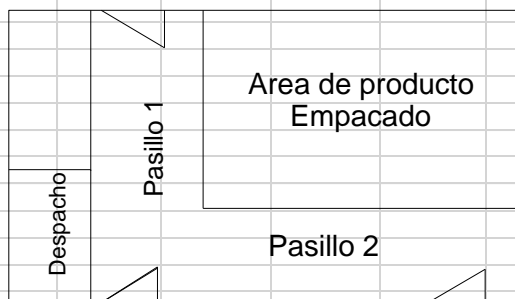 Area de producto
Empacado
Pasillo 1
Despacho
Pasillo 2